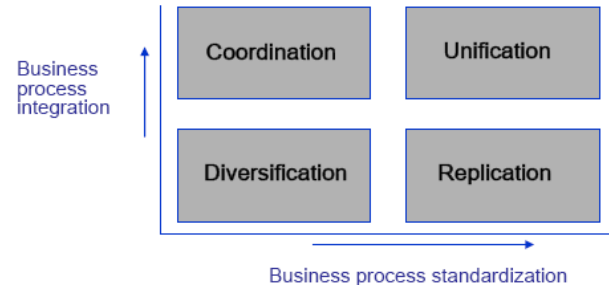 Coordination
Unification
Business
process
integration
Diversification
Replication
Business process standardization